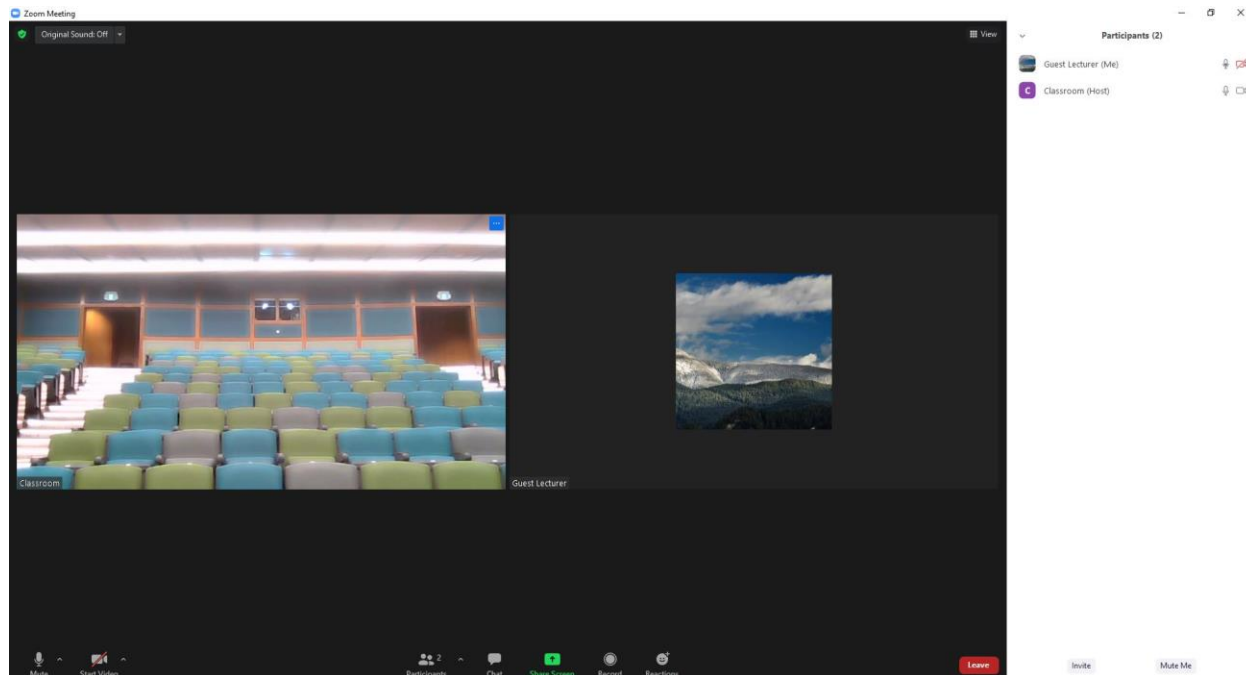 Zoom Meeting
Original Sound: Off
View
Participants (2)
Guest Lecturer (Me)
C
Classroom (Host)
Classroom
Guest Lecturer
2
Mute
Start Video
Participants
Chat
Share Screen
Record
Reactions
Leave
Invite
Mute Me